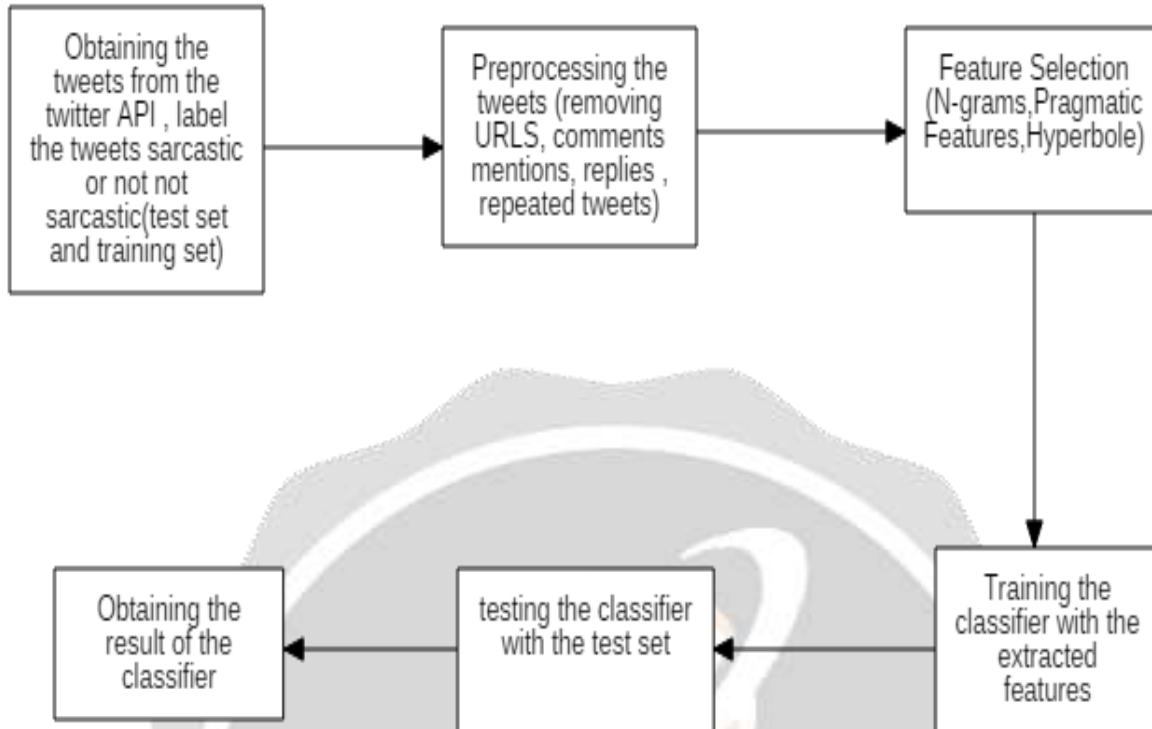 Obtaining the
tweets from the
twitter API , label
the tweets sarcastic
or not not
sarcastic(test set
and training set)
Preprocessing the
tweets (removing
URLS, comments
mentions, replies ,
repeated tweets)
Feature Selection
(N-grams,Pragmatic
Features,Hyperbole)
Training the
classifier with the
extracted
features
testing the classifier
with the test set
Obtaining the
result of the
classifier